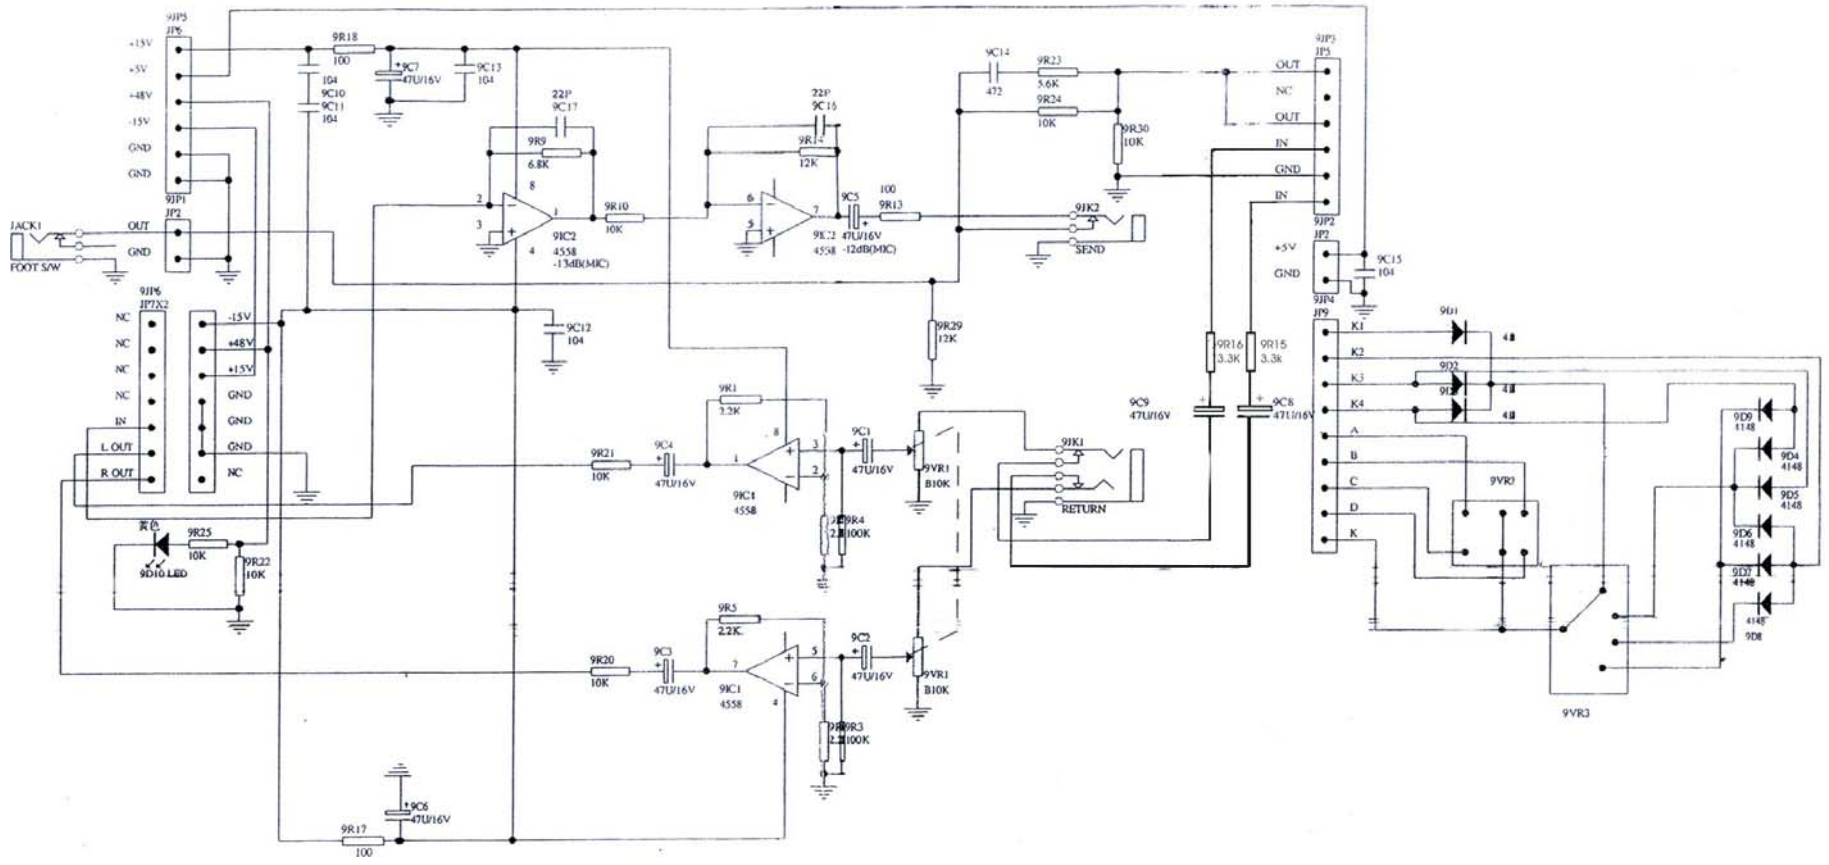 9JP5
JP6
+15V
+5V
+48V
-15V
GND
GND
9JP1
JP2
OUT
GND
JACK1
FOOT S/W
9R18
100
104
9C10
9C11
104
9C7
47U/16V
9C13
104
22P
9C17
9R9
6.8K
2
3
8
1
4
9IC2
4558
-13dB(MIC)
9R10
10K
22P
9C16
9R14
12K
6
5
7
4558
-12dB(MIC)
9C5
47U/16V
100
9R13
9C14
472
9R23
5.6K
9R24
10K
9R30
10K
9JK2
SEND
9JP3
JP5
OUT
NC
OUT
IN
GND
IN
9JP2
JP2
+5V
GND
9C15
104
9JP4
JP9
K1
K2
K3
K4
A
B
C
D
K
9JP6
JP7X2
NC
NC
NC
NC
IN
L OUT
R OUT
-15V
+48V
+15V
GND
GND
GND
NC
9C12
104
9R29
12K
9R16
3.3K
9R15
3.3k
9C9
47U/16V
9C8
47U/16V
9R1
2.2K
9R21
10K
9C4
47U/16V
8
3
2
1
9IC1
4558
9C1
47U/16V
9R4
100K
9VR1
B10K
9JK1
RETURN
黄色
9D10 LED
9R25
10K
9R22
10K
9R5
2.2K
9R20
10K
9C3
47U/16V
5
6
7
4
9IC1
4558
9C2
47U/16V
9R3
100K
9VR1
B10K
9C6
47U/16V
9R17
100
9D1
9D2
9D9
4148
9D4
4148
9D5
4148
9D6
4148
9D7
4148
4148
9D8
9VR3